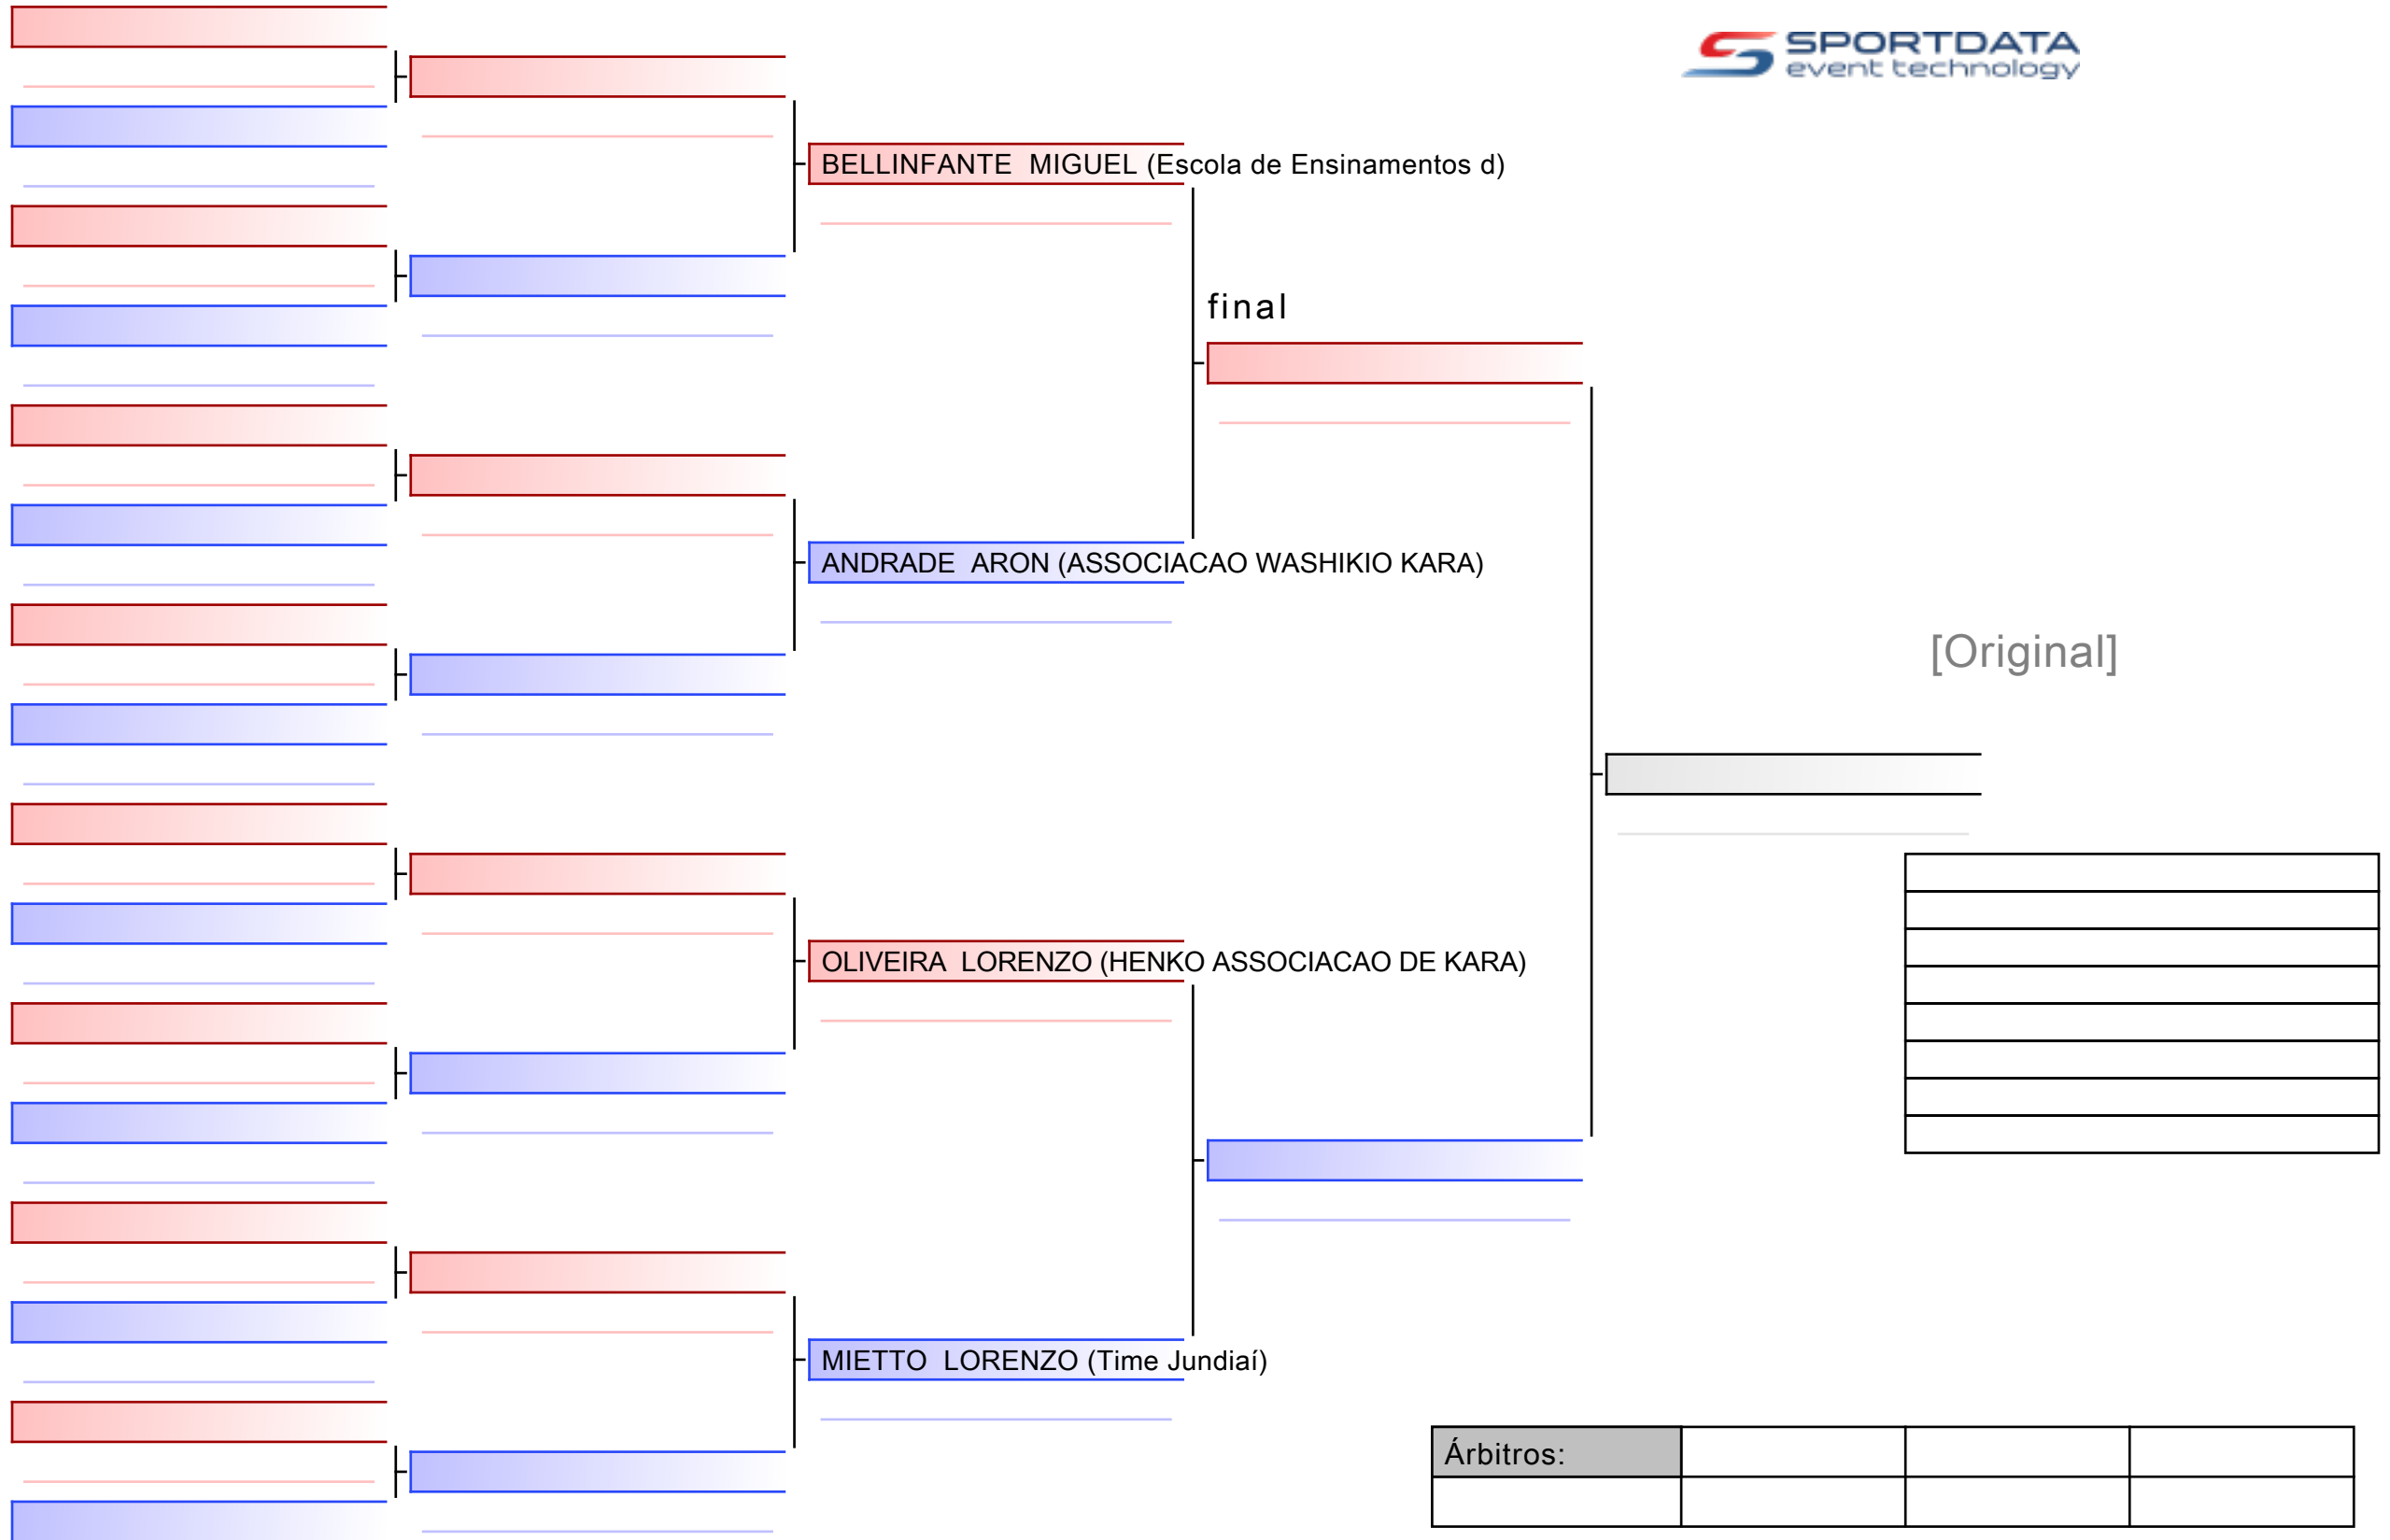 SPORTDATA
event technology
BELLINFANTE  MIGUEL (Escola de Ensinamentos d)
final
ANDRADE  ARON (ASSOCIACAO WASHIKIO KARA)
[Original]
OLIVEIRA  LORENZO (HENKO ASSOCIACAO DE KARA)
MIETTO  LORENZO (Time Jundiaí)
Árbitros: